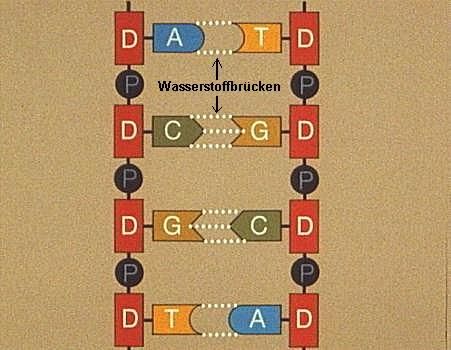 D A T D
P P
Wasserstoffbrücken
D C G D
P P
D G C D
P P
D T A D